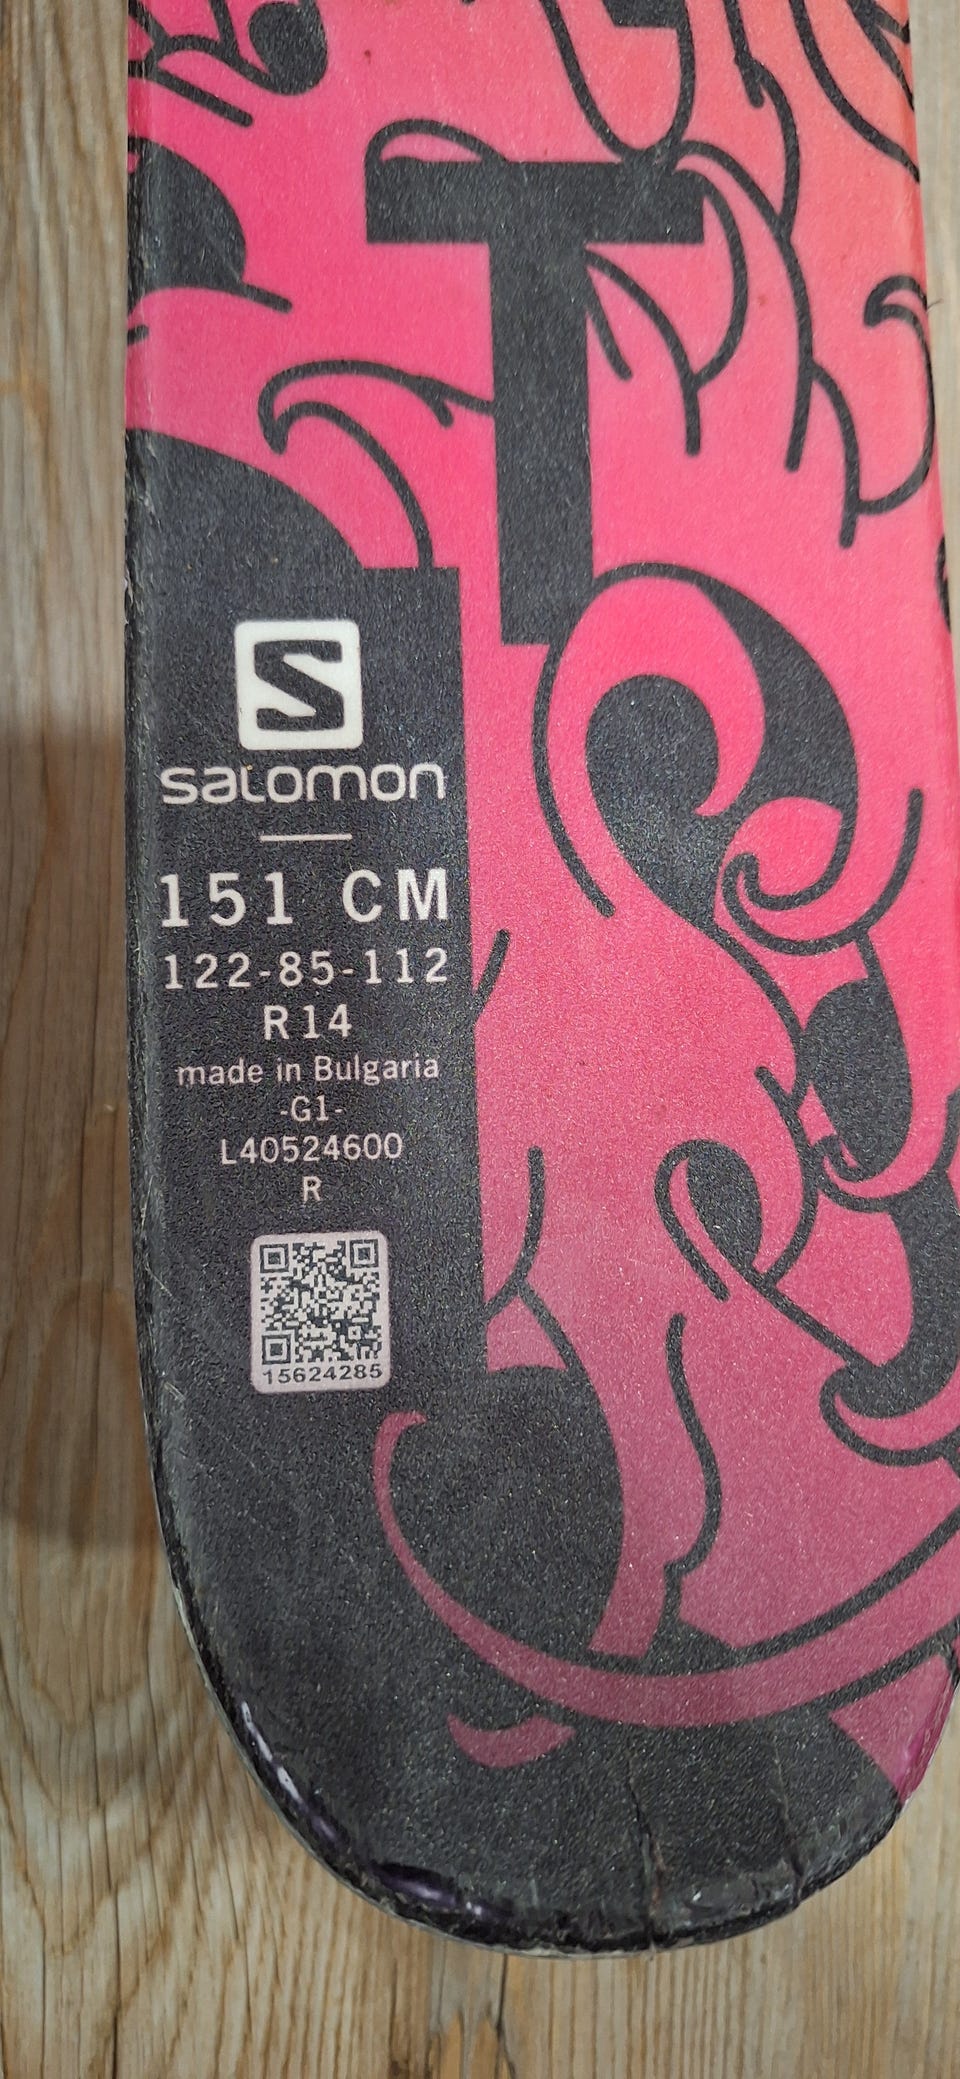 T
S
salomon
151 CM
122-85-112
R14
made in Bulgaria
-G1-
L40524600
R
15624285